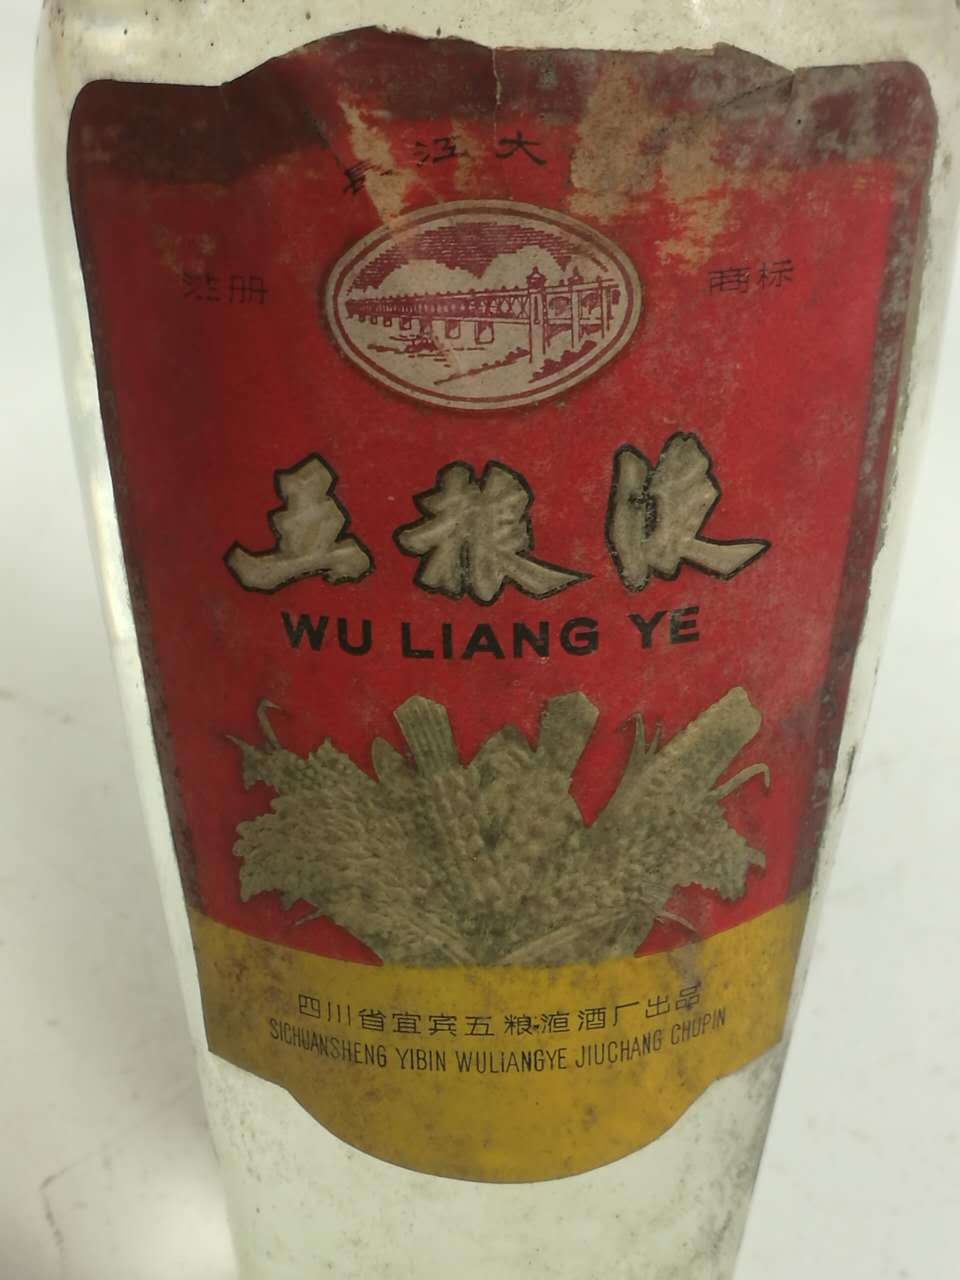 長江大
注册 商标
五粮液
WU LIANG YE
四川省宜宾五粮液酒厂出品
SICHUANSHENG YIBIN WULIANGYE JIUCHANG CHUPIN